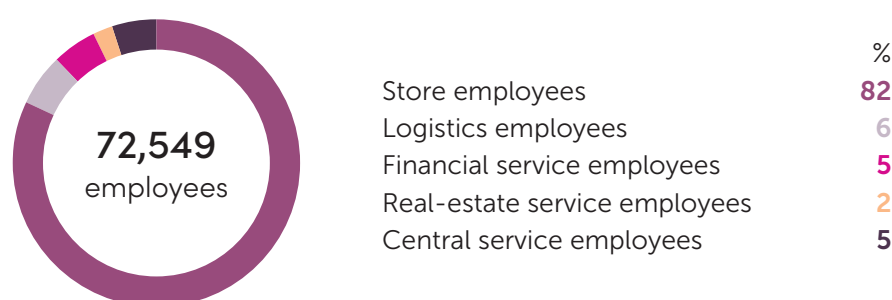 72,549
employees
%
Store employees 82
Logistics employees 6
Financial service employees 5
Real-estate service employees 2
Central service employees 5